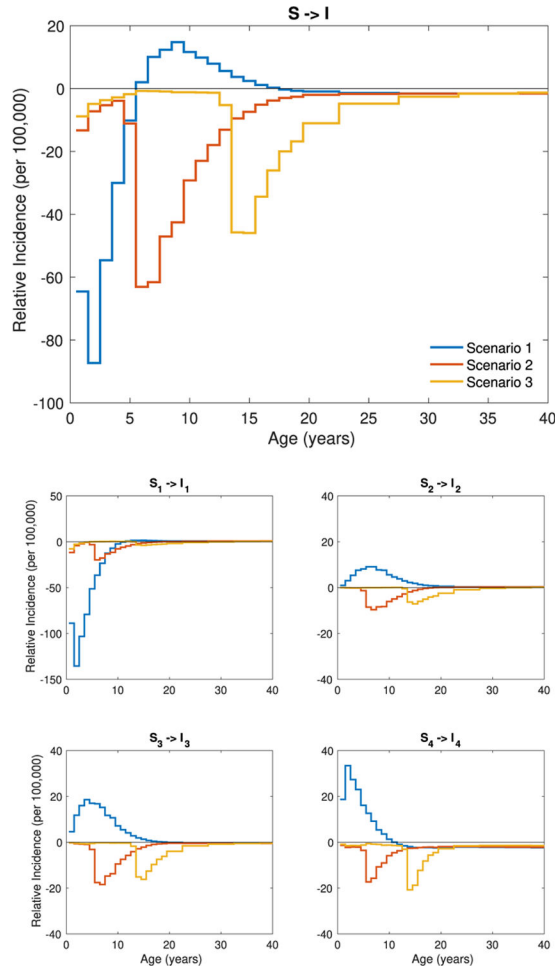 S -> I
Relative Incidence (per 100,000)
20
0
-20
-40
-60
-80
-100
Scenario 1
Scenario 2
Scenario 3
0 5 10 15 20 25 30 35 40
Age (years)
S1 -> I1
Relative Incidence (per 100,000)
50
0
-50
-100
-150
0 10 20 30 40
S2 -> I2
40
20
0
-20
-40
0 10 20 30 40
S3 -> I3
Relative Incidence (per 100,000)
40
20
0
-20
-40
0 10 20 30 40
Age (years)
S4 -> I4
40
20
0
-20
-40
0 10 20 30 40
Age (years)